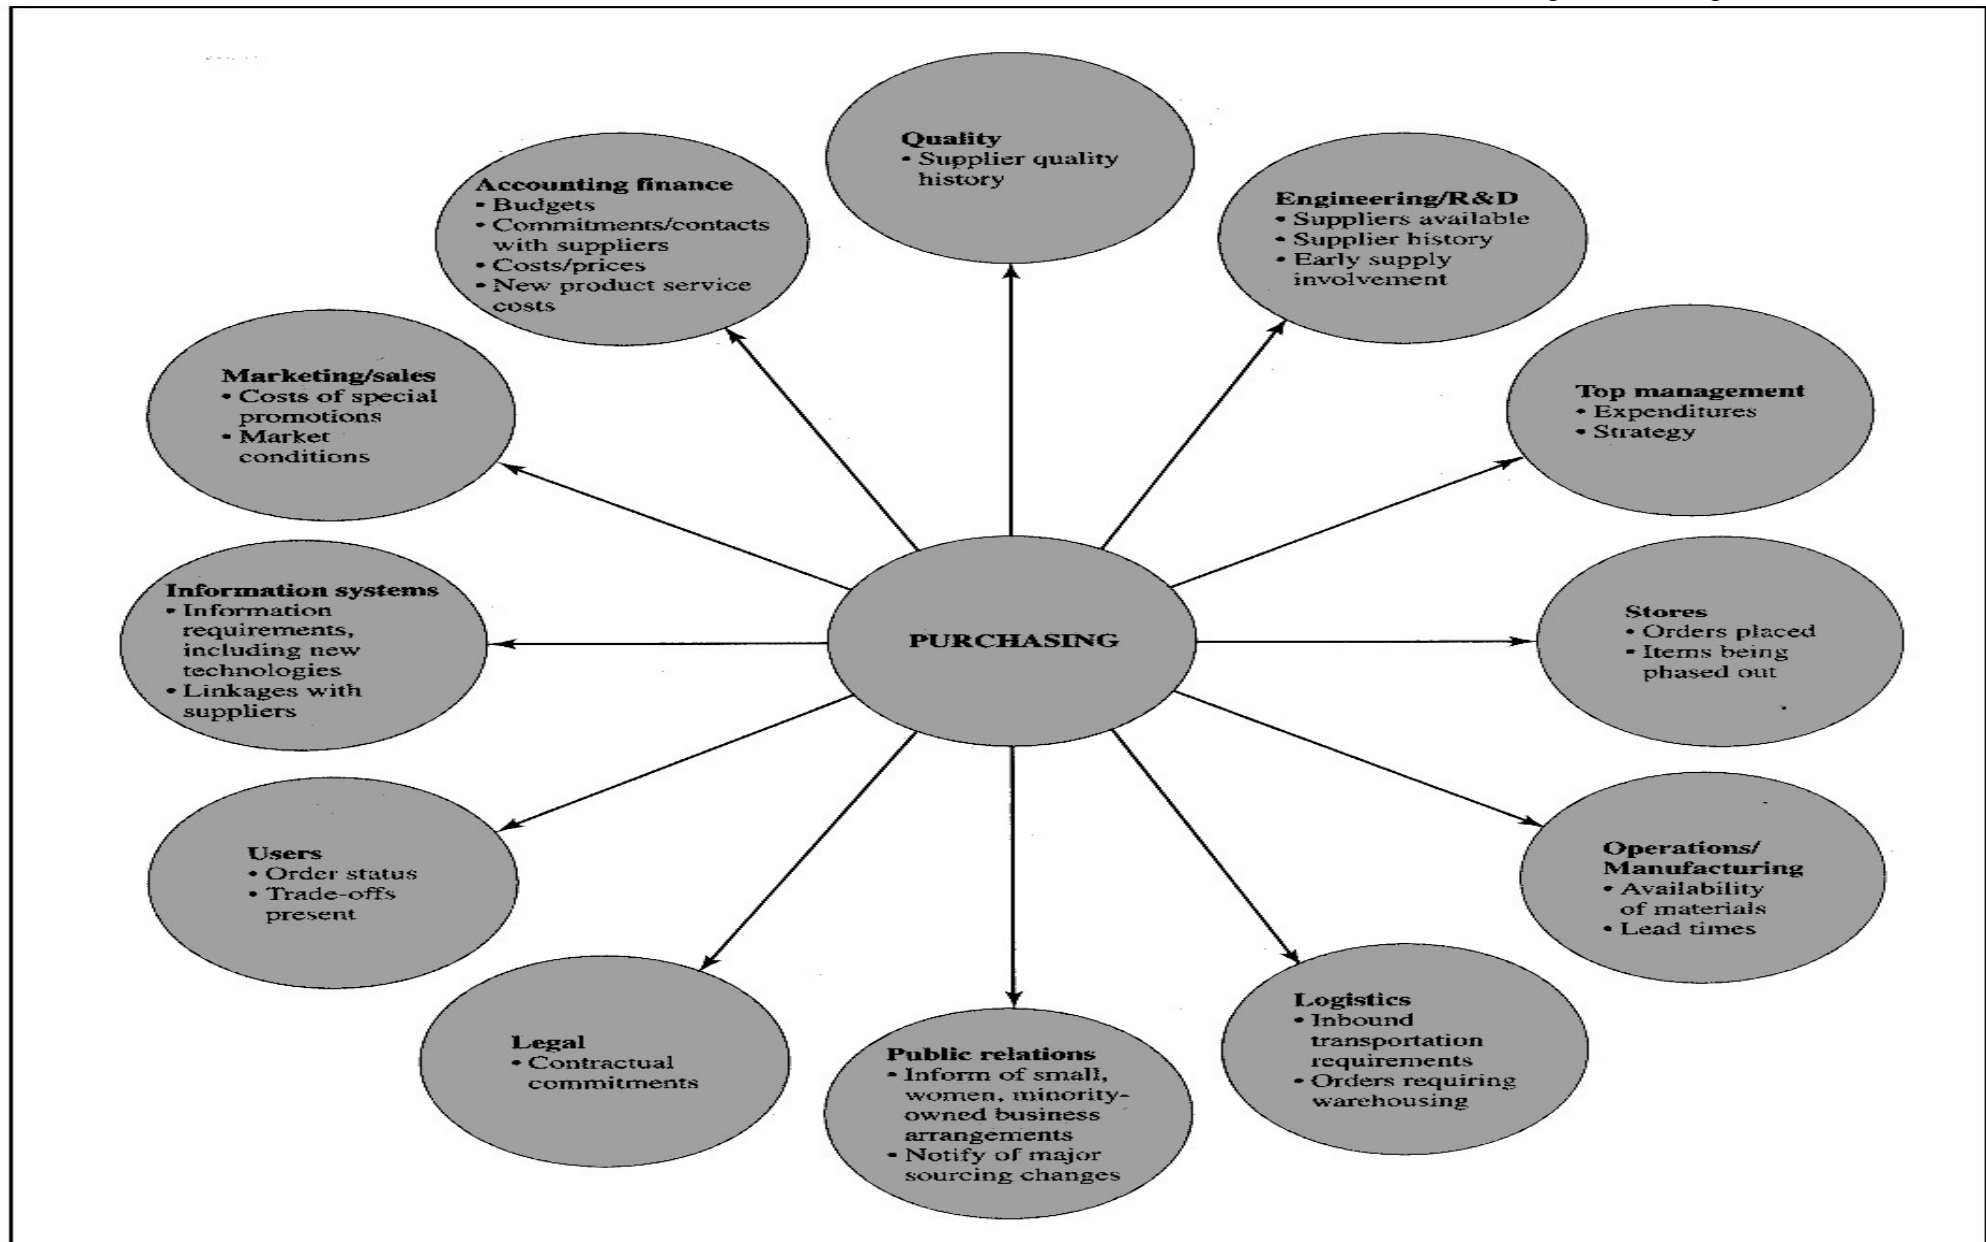 Quality
• Supplier quality
history
Accounting finance
• Budgets
• Commitments/contacts
with suppliers
• Costs/prices
• New product service
costs
Engineering/R&D
• Suppliers available
• Supplier history
• Early supply
involvement
Marketing/sales
• Costs of special
promotions
• Market
conditions
Top management
• Expenditures
• Strategy
Information systems
• Information
requirements,
including new
technologies
• Linkages with
suppliers
PURCHASING
Stores
• Orders placed
• Items being
phased out
Users
• Order status
• Trade-offs
present
Operations/
Manufacturing
• Availability
of materials
• Lead times
Legal
• Contractual
commitments
Public relations
• Inform of small,
women, minority-
owned business
arrangements
• Notify of major
sourcing changes
Logistics
• Inbound
transportation
requirements
• Orders requiring
warehousing